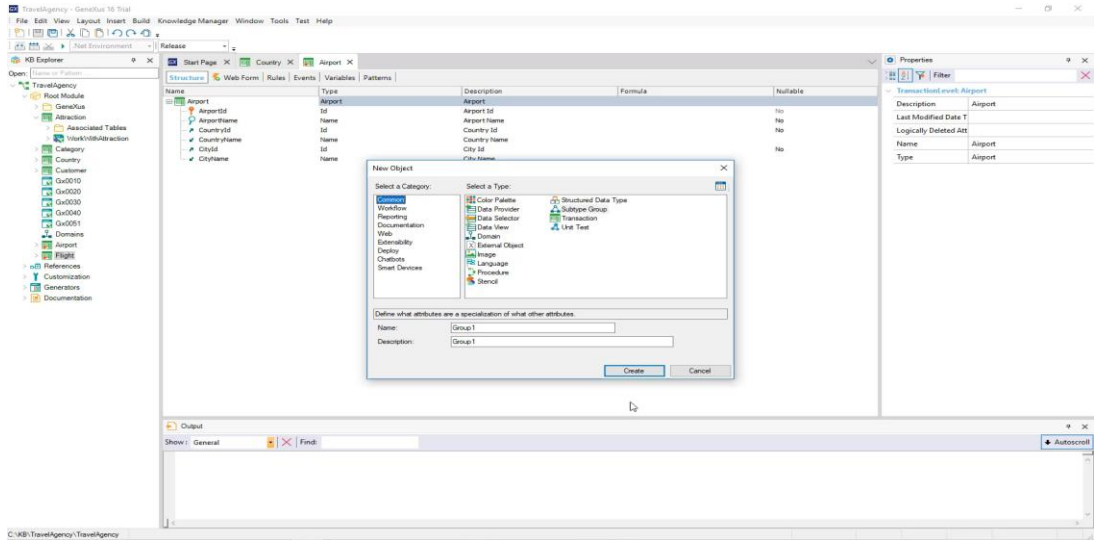 TravelAgency - GeneXus 16 Trial
File Edit View Layout Insert Build Knowledge Manager Window Tools Test Help
.Net Environment Release
KB Explorer
Open: Name or Pattern
TravelAgency
Root Module
GeneXus
Attraction
Associated Tables
WorkWithAttraction
Category
Country
Customer
Gx0010
Gx0020
Gx0030
Gx0040
Gx0051
Domains
Airport
Flight
References
Customization
Generators
Documentation
Start Page Country Airport
Structure Web Form Rules Events Variables Patterns
Name Type Description Formula Nullable
Airport Airport Airport
AirportId Id Airport Id No
AirportName Name Airport Name No
CountryId Id Country Id No
CountryName Name Country Name
CityId Id City Id No
CityName Name City Name
New Object
Select a Category: Select a Type:
Common
Workflow
Reporting
Documentation
Web
Extensibility
Deploy
Chatbots
Smart Devices
Color Palette
Data Provider
Data Selector
Data View
Domain
External Object
Image
Language
Procedure
Stencil
Structured Data Type
Subtype Group
Transaction
Unit Test
Define what attributes are a specialization of what other attributes.
Name: Group1
Description: Group1
Create Cancel
Properties
Filter
TransactionLevel: Airport
Description Airport
Last Modified Date T
Logically Deleted Att
Name Airport
Type Airport
Output
Show: General Find:
Autoscroll
C:\KB\TravelAgency\TravelAgency